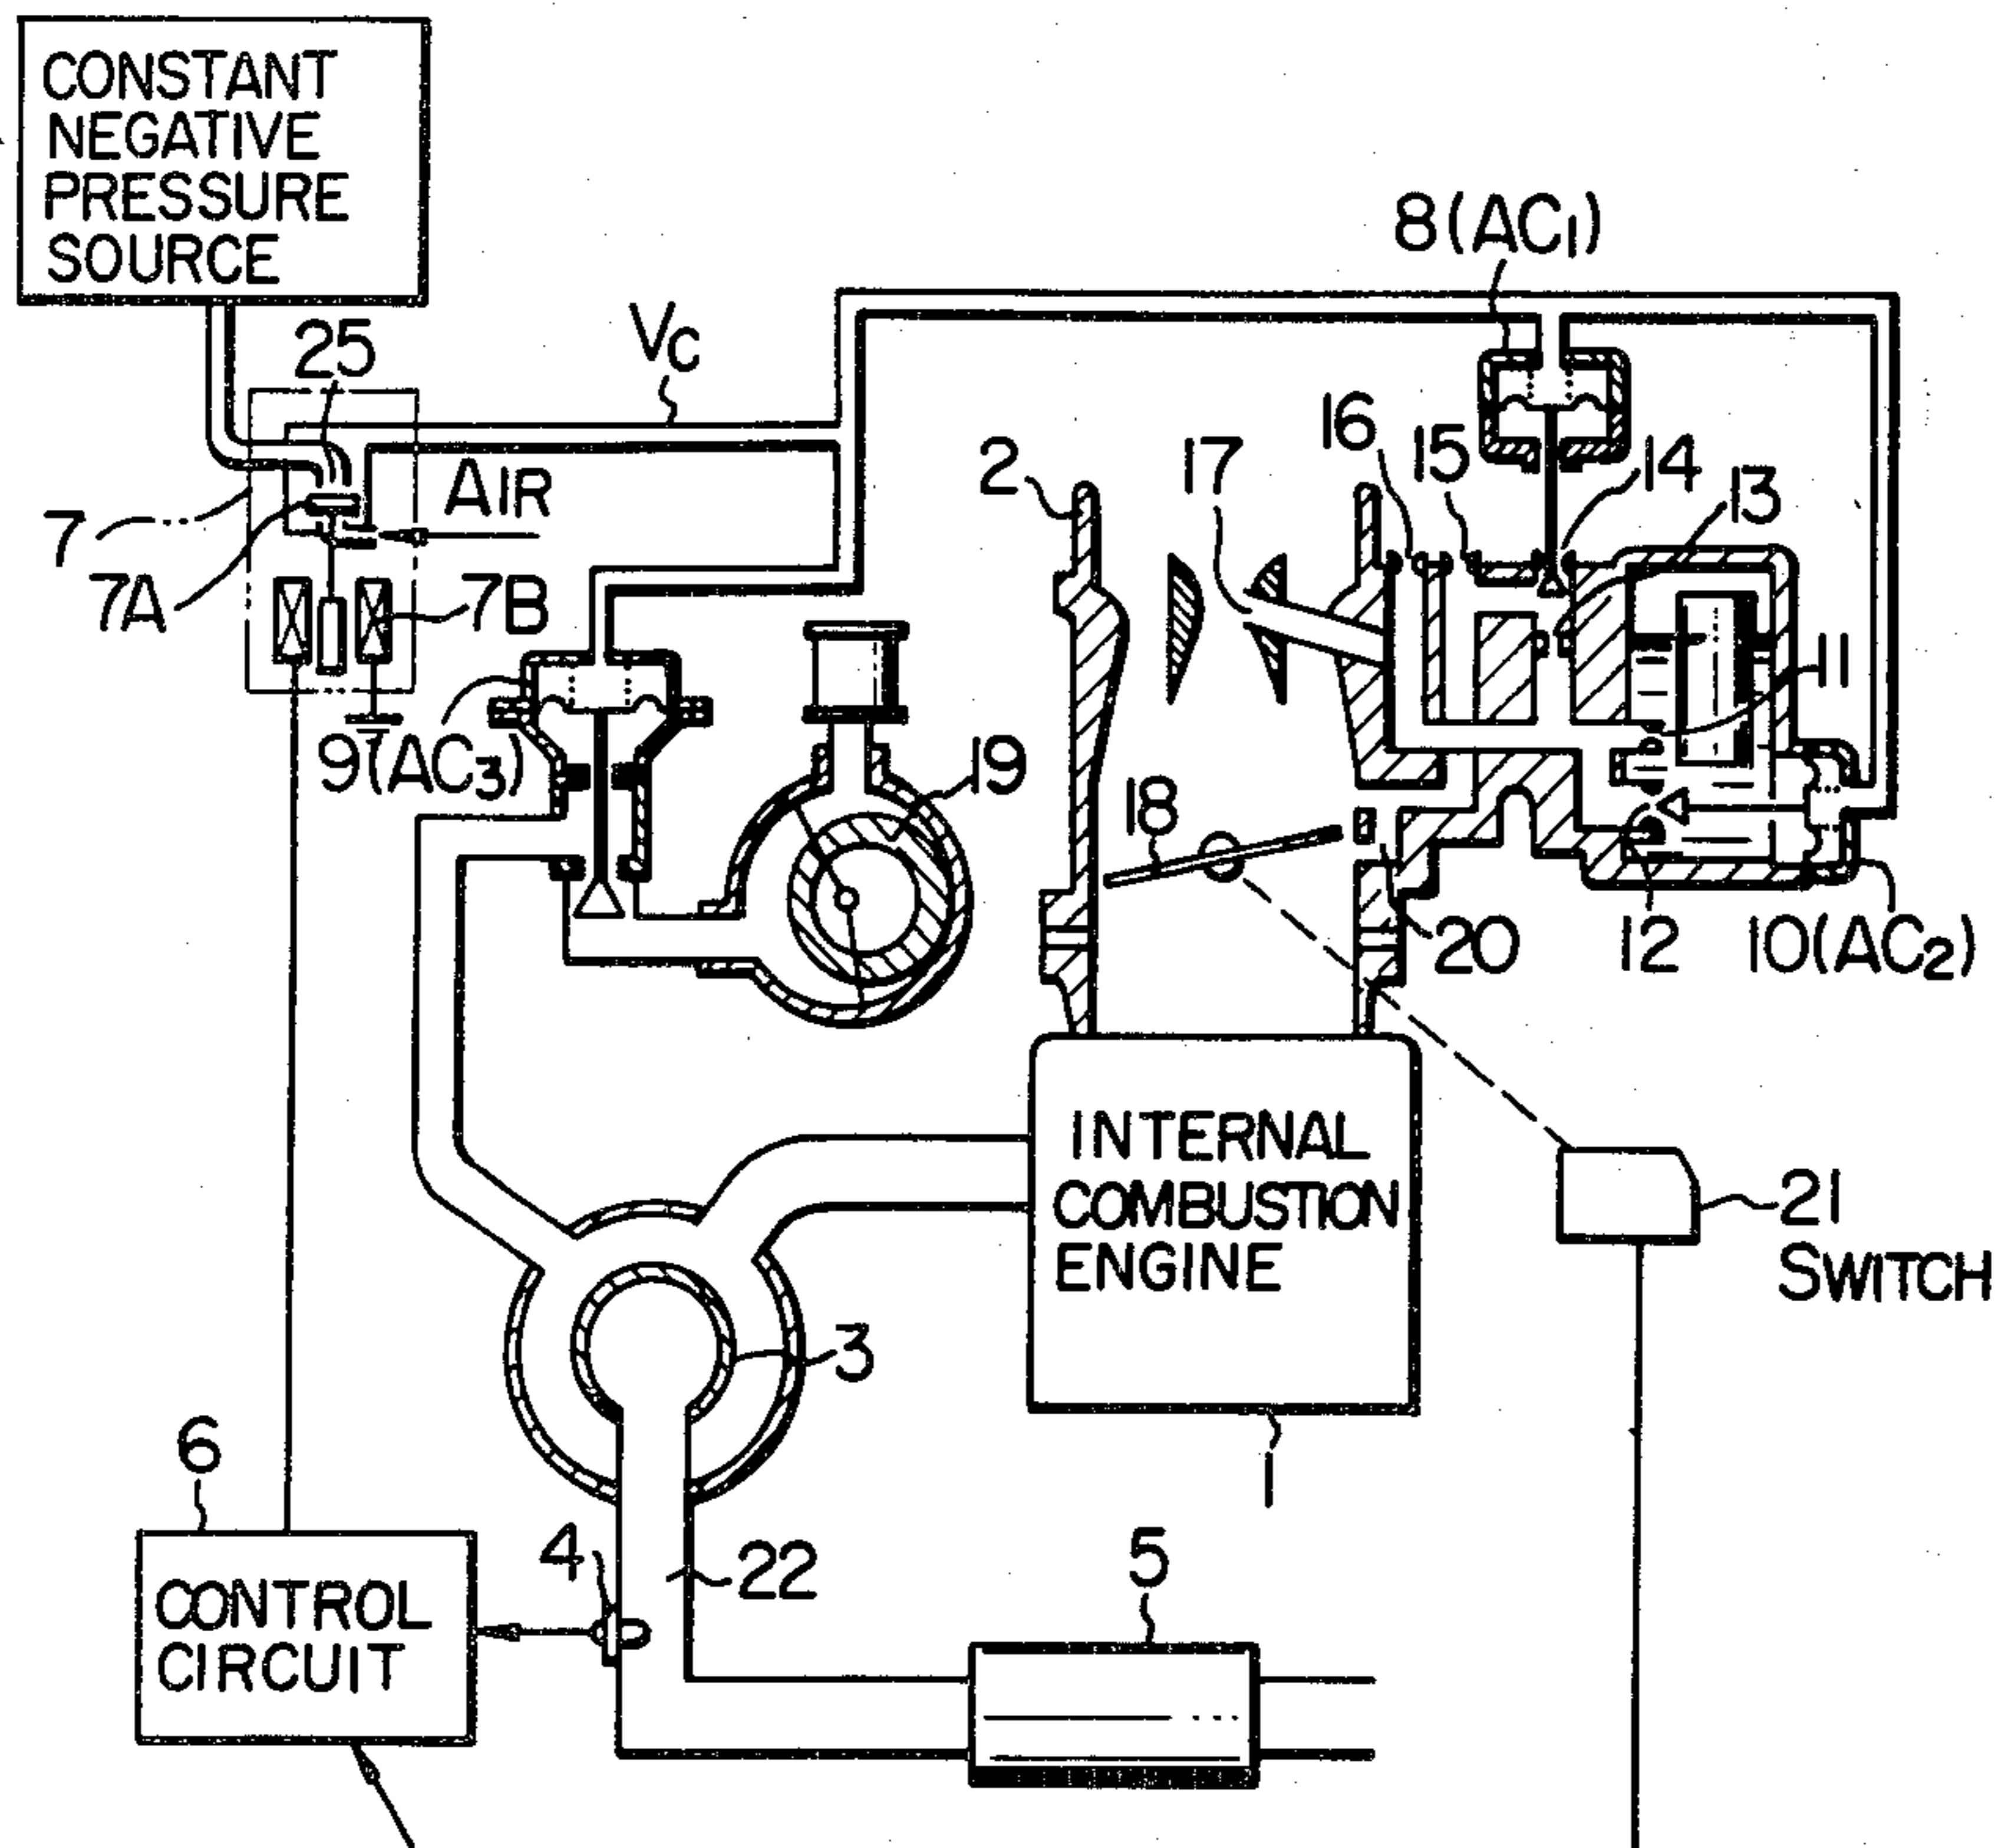 CONSTANT
NEGATIVE
PRESSURE
SOURCE
8(AC1)
25
VC
16
15
14
13
2
17
AIR
7
7A
7B
11
9(AC3)
19
18
20
12
10(AC2)
INTERNAL
COMBUSTION
ENGINE
21
SWITCH
3
1
6
4
22
5
CONTROL
CIRCUIT